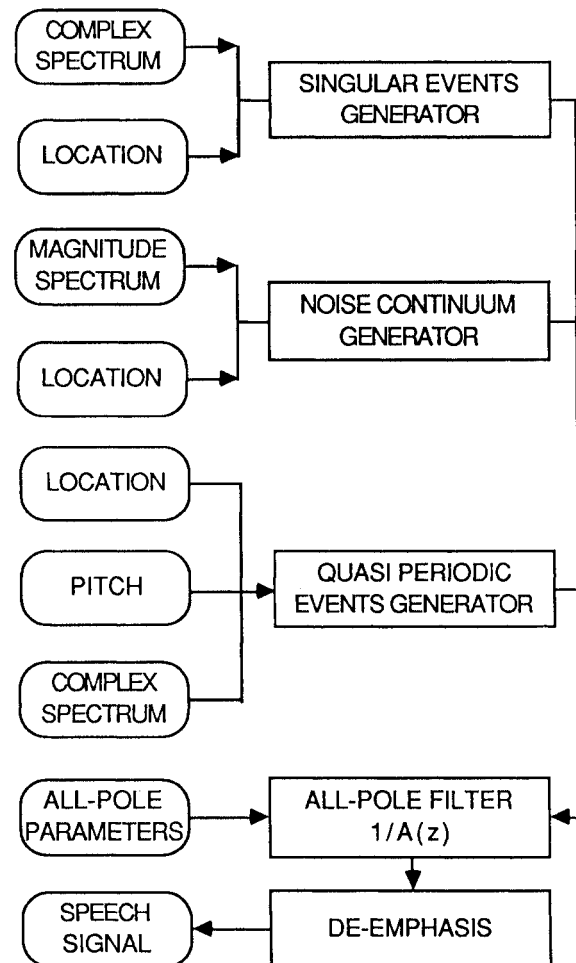 COMPLEX
SPECTRUM
SINGULAR EVENTS
GENERATOR
LOCATION
MAGNITUDE
SPECTRUM
NOISE CONTINUUM
GENERATOR
LOCATION
LOCATION
PITCH
QUASI PERIODIC
EVENTS GENERATOR
COMPLEX
SPECTRUM
ALL-POLE
PARAMETERS
ALL-POLE FILTER
1/A(z)
SPEECH
SIGNAL
DE-EMPHASIS